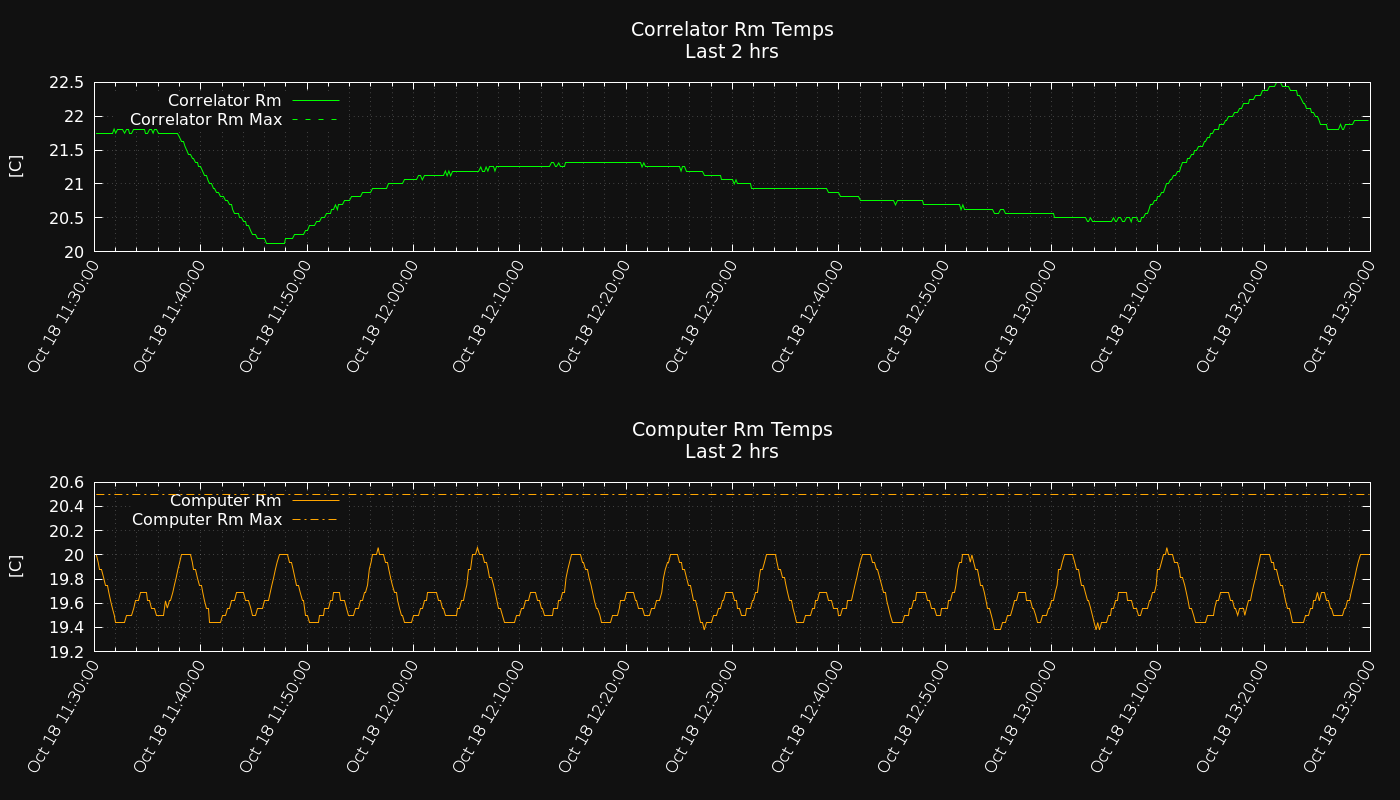 Correlator Rm Temps
Last 2 hrs
22.5
22
21.5
21
20.5
20
[C]
Correlator Rm
Correlator Rm Max
Oct 18 11:30:00
Oct 18 11:40:00
Oct 18 11:50:00
Oct 18 12:00:00
Oct 18 12:10:00
Oct 18 12:20:00
Oct 18 12:30:00
Oct 18 12:40:00
Oct 18 12:50:00
Oct 18 13:00:00
Oct 18 13:10:00
Oct 18 13:20:00
Oct 18 13:30:00
Computer Rm Temps
Last 2 hrs
20.6
20.4
20.2
20
19.8
19.6
19.4
19.2
[C]
Computer Rm
Computer Rm Max
Oct 18 11:30:00
Oct 18 11:40:00
Oct 18 11:50:00
Oct 18 12:00:00
Oct 18 12:10:00
Oct 18 12:20:00
Oct 18 12:30:00
Oct 18 12:40:00
Oct 18 12:50:00
Oct 18 13:00:00
Oct 18 13:10:00
Oct 18 13:20:00
Oct 18 13:30:00